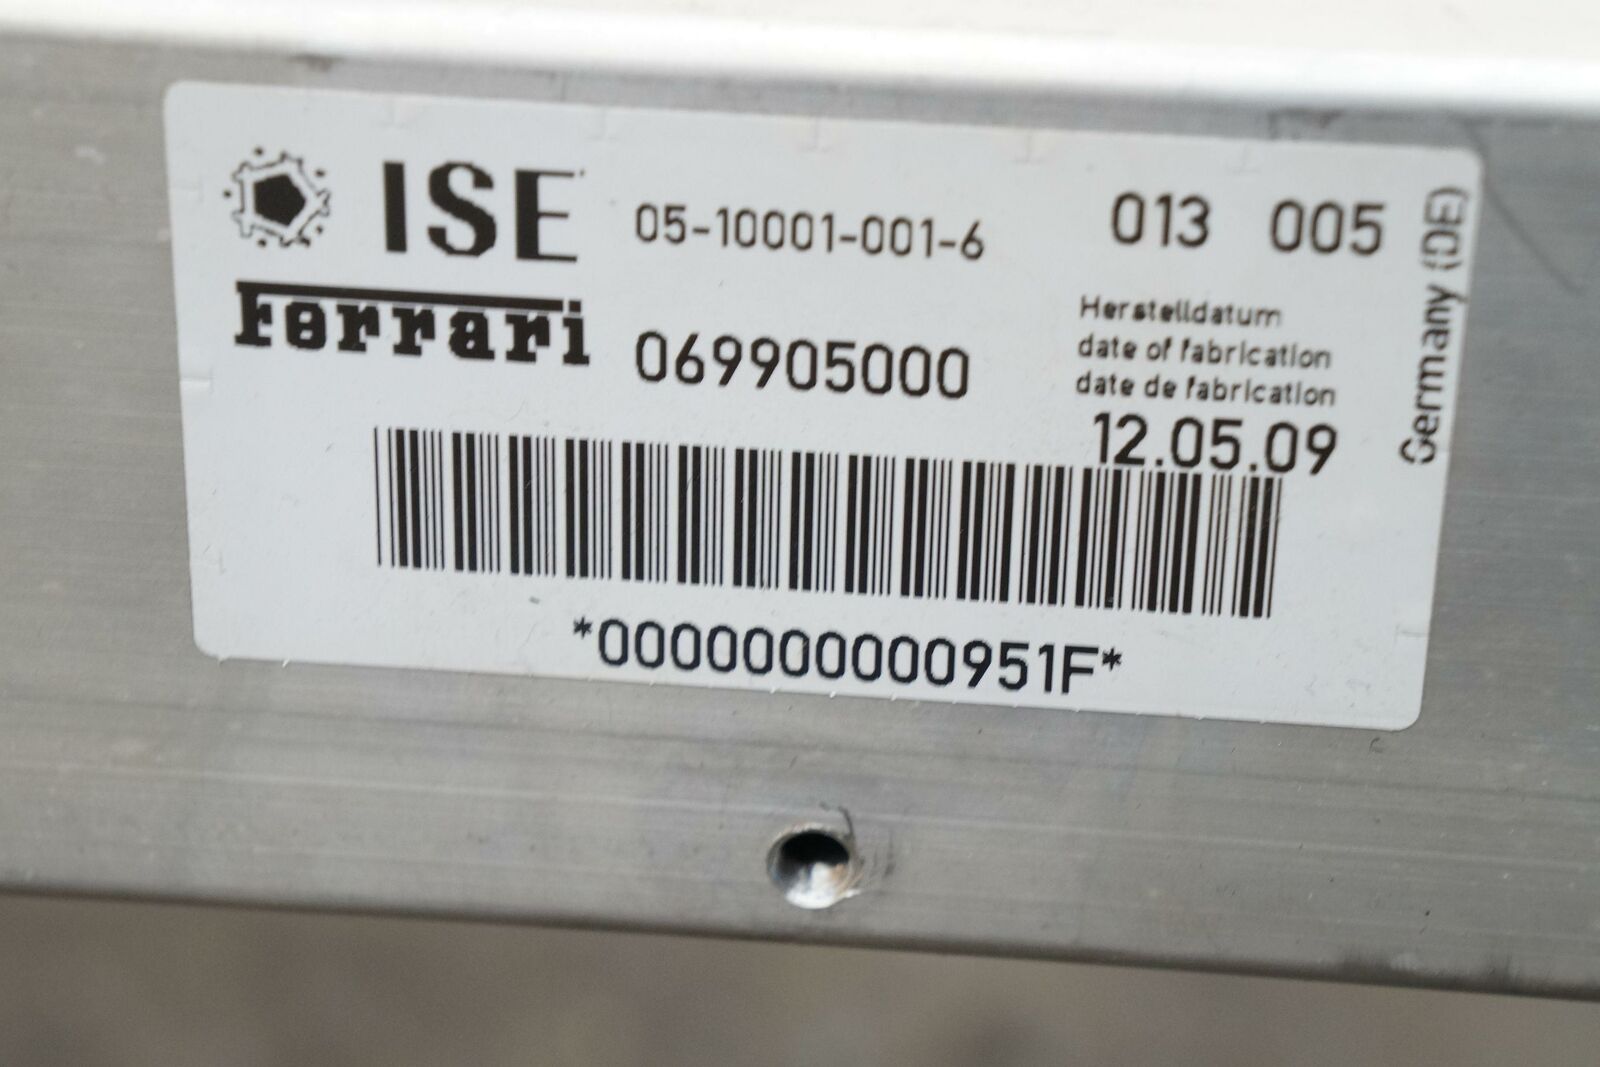 ISE 05-10001-001-6 013 005
Ferrari 069905000
Herstelldatum
date of fabrication
date de fabrication
12.05.09
Germany (DE)
*0000000000951F*